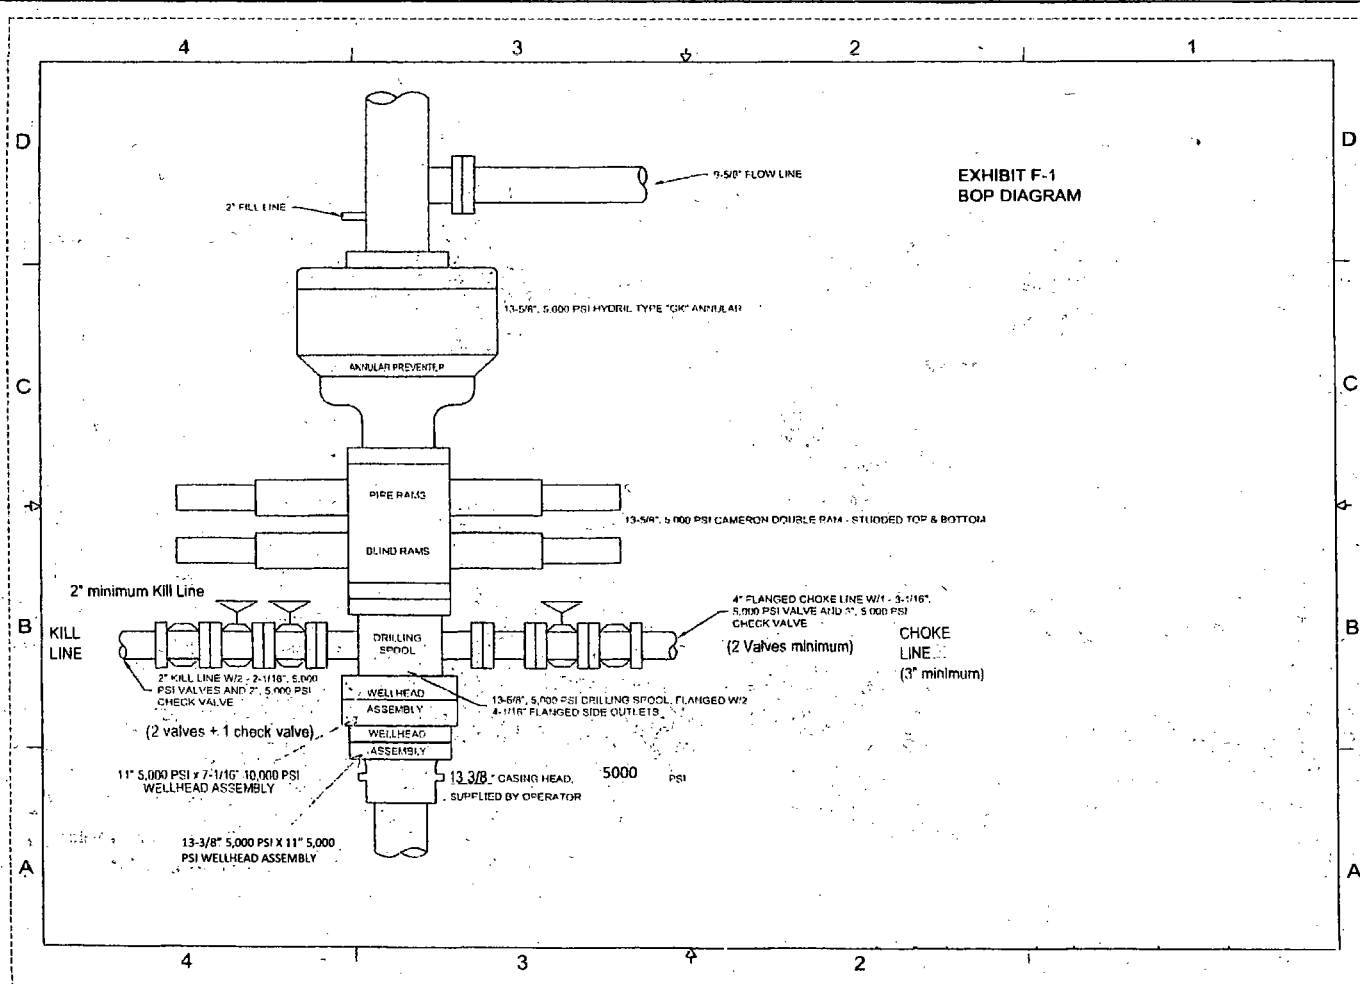 4 3 2 1
D D
EXHIBIT F-1
BOP DIAGRAM
9-5/8" FLOW LINE
2" FILL LINE
13-5/8", 5,000 PSI HYDRIL TYPE "GK" ANNULAR
ANNULAR PREVENTER
C C
PIPE RAMS
13-5/8", 5,000 PSI CAMERON DOUBLE RAM - STUDDED TOP & BOTTOM
BLIND RAMS
2" minimum Kill Line
4" FLANGED CHOKE LINE W/1 - 3-1/16",
5,000 PSI VALVE AND 3", 5,000 PSI
CHECK VALVE
(2 Valves minimum)
B B
KILL
LINE
DRILLING
SPOOL
CHOKE
LINE
(3" minimum)
2" KILL LINE W/2 - 2-1/16", 5,000
PSI VALVES AND 2", 5,000 PSI
CHECK VALVE
(2 valves + 1 check valve)
WELLHEAD
ASSEMBLY
13-5/8", 5,000 PSI DRILLING SPOOL, FLANGED W/2
4-1/16" FLANGED SIDE OUTLETS
WELLHEAD
ASSEMBLY
11" 5,000 PSI x 7-1/16" 10,000 PSI
WELLHEAD ASSEMBLY
13 3/8 " CASING HEAD, 5000 PSI
SUPPLIED BY OPERATOR
13-3/8" 5,000 PSI X 11" 5,000
PSI WELLHEAD ASSEMBLY
A A
4 3 2